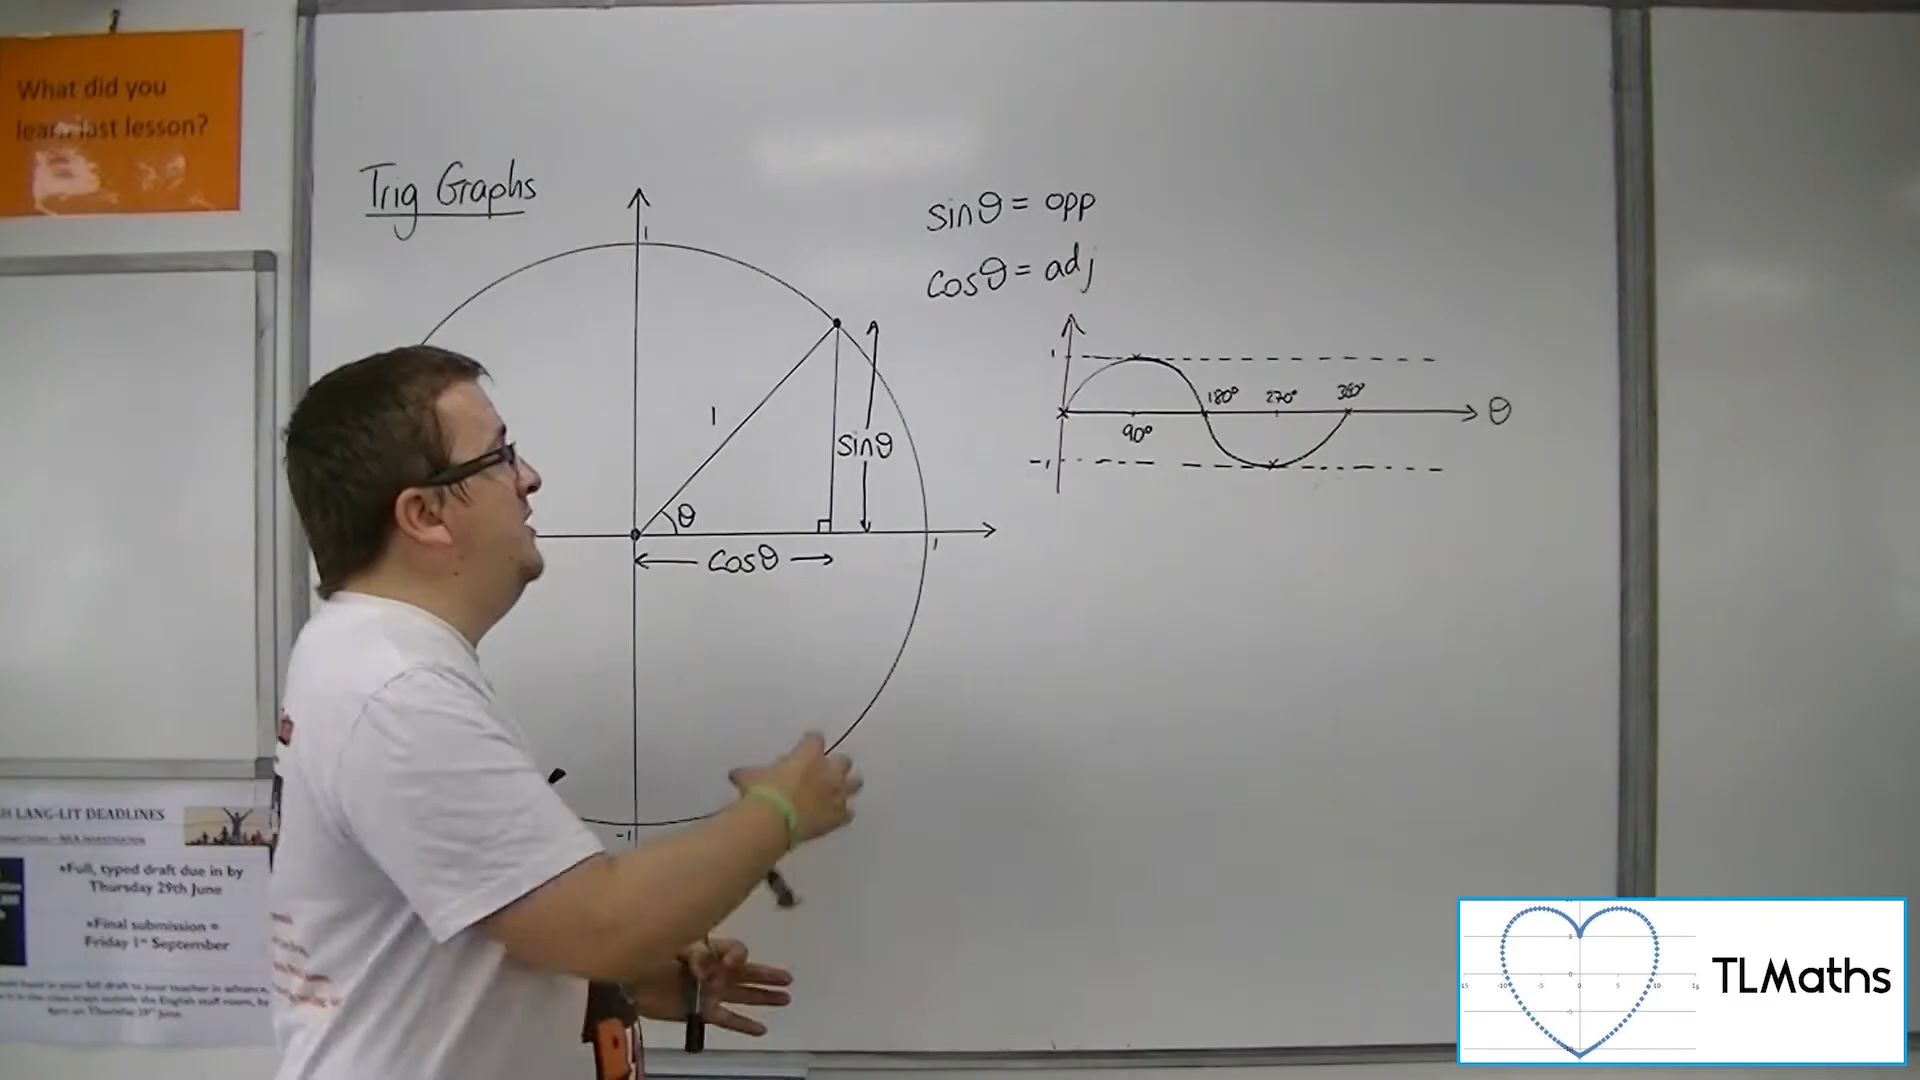 What did you
learn last lesson?
Trig Graphs
1
sinθ = opp
cosθ = adj
1
1
sinθ
θ
cosθ
1
-1
180° 270° 360°
θ
90°
-1
H LANG-LIT DEADLINES
•Full, typed draft due in by
Thursday 29th June
•Final submission =
Friday 1st September
TLMaths